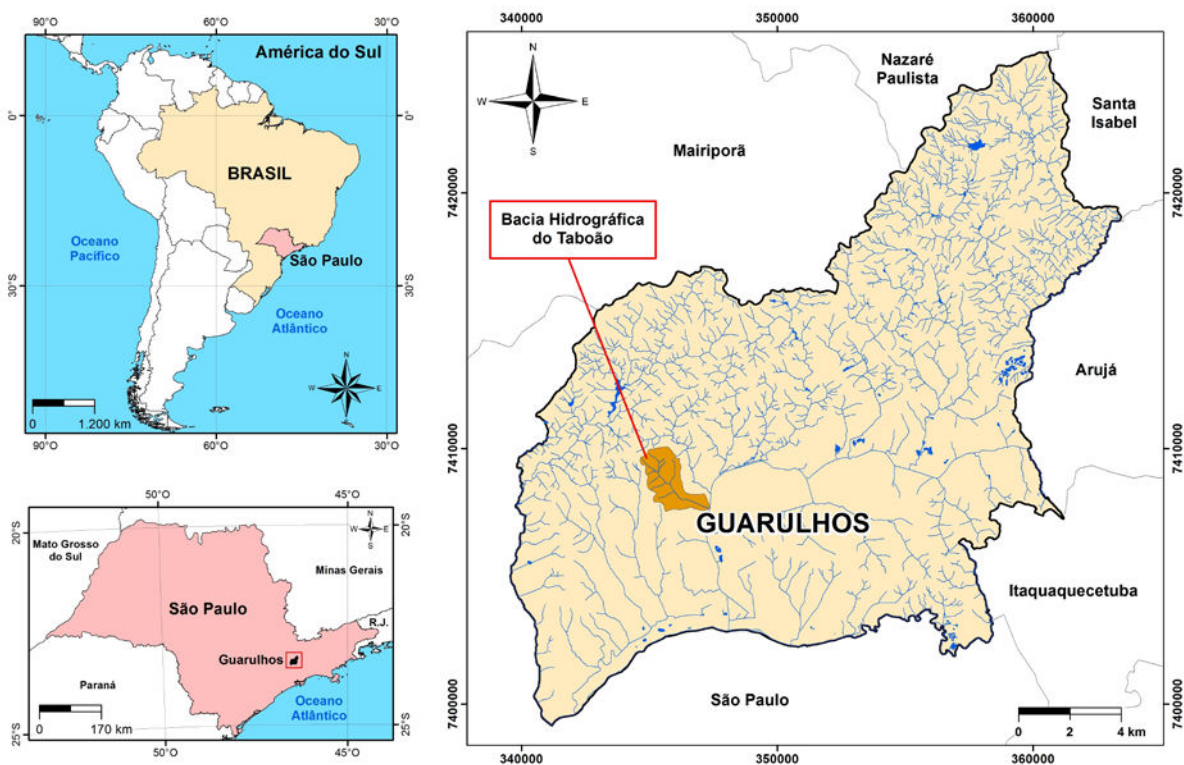 90°O
60°O
30°O
América do Sul
0°
0°
BRASIL
Oceano
Pacífico
São Paulo
30°S
30°S
Oceano
Atlântico
N
W
E
S
0
1.200 km
90°O
60°O
30°O
50°O
45°O
20°S
20°S
Mato Grosso
do Sul
N
W
E
S
Minas Gerais
São Paulo
R.J.
Guarulhos
Paraná
Oceano
Atlântico
0
170 km
25°S
25°S
50°O
45°O
340000
350000
360000
N
W
E
S
Nazaré
Paulista
Santa
Isabel
Mairiporã
7420000
7420000
Bacia Hidrográfica
do Taboão
Arujá
7410000
7410000
GUARULHOS
Itaquaquecetuba
São Paulo
7400000
7400000
0 2 4 km
340000
350000
360000